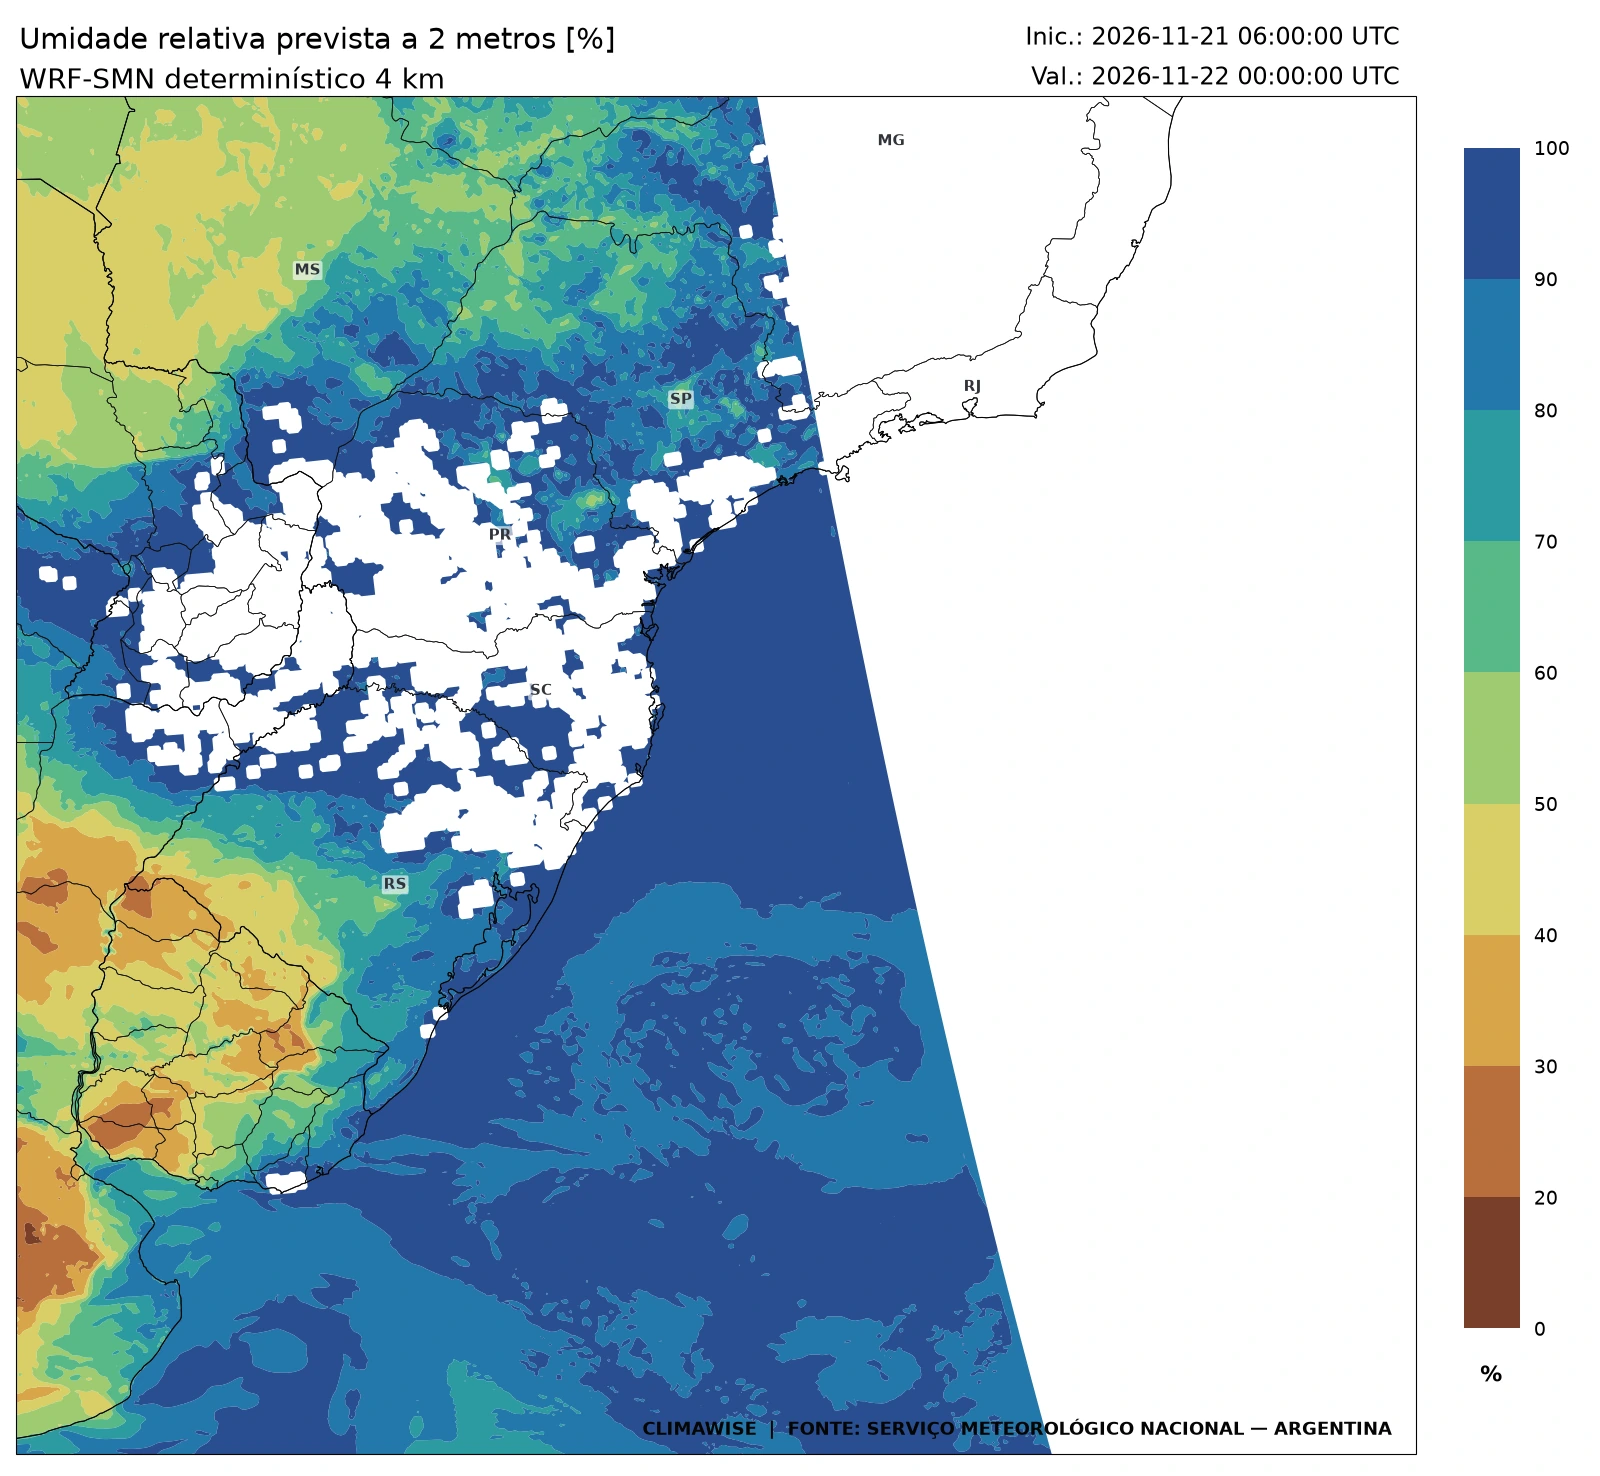 Umidade relativa prevista a 2 metros [%]
WRF-SMN determinístico 4 km
Inic.: 2026-11-21 06:00:00 UTC
Val.: 2026-11-22 00:00:00 UTC
MG
MS
RJ
SP
PR
SC
RS
100
90
80
70
60
50
40
30
20
0
%
CLIMAWISE | FONTE: SERVIÇO METEOROLÓGICO NACIONAL — ARGENTINA